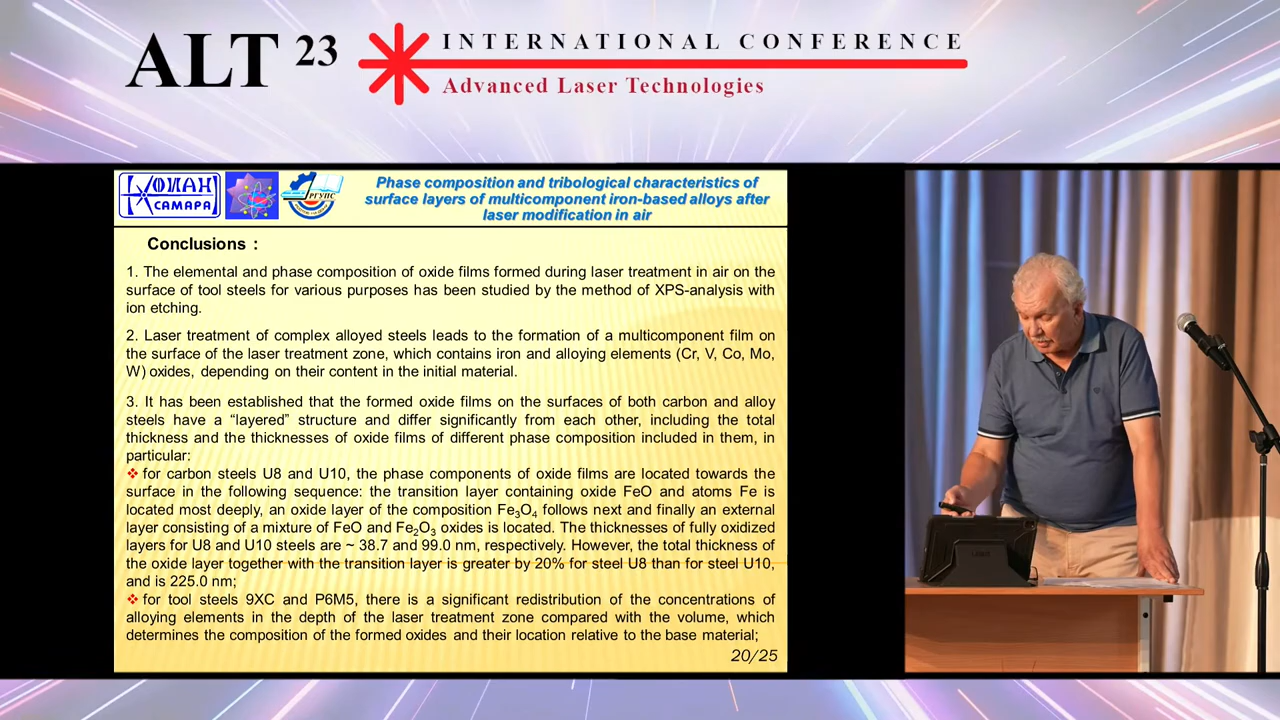 ALT 23
INTERNATIONAL CONFERENCE
Advanced Laser Technologies
ФИАН
САМАРА
РГУПС
Phase composition and tribological characteristics of
surface layers of multicomponent iron-based alloys after
laser modification in air
Conclusions :
1. The elemental and phase composition of oxide films formed during laser treatment in air on the
surface of tool steels for various purposes has been studied by the method of XPS-analysis with
ion etching.
2. Laser treatment of complex alloyed steels leads to the formation of a multicomponent film on
the surface of the laser treatment zone, which contains iron and alloying elements (Cr, V, Co, Mo,
W) oxides, depending on their content in the initial material.
3. It has been established that the formed oxide films on the surfaces of both carbon and alloy
steels have a “layered” structure and differ significantly from each other, including the total
thickness and the thicknesses of oxide films of different phase composition included in them, in
particular:
❖ for carbon steels U8 and U10, the phase components of oxide films are located towards the
surface in the following sequence: the transition layer containing oxide FeO and atoms Fe is
located most deeply, an oxide layer of the composition Fe₃O₄ follows next and finally an external
layer consisting of a mixture of FeO and Fe₂O₃ oxides is located. The thicknesses of fully oxidized
layers for U8 and U10 steels are ~ 38.7 and 99.0 nm, respectively. However, the total thickness of
the oxide layer together with the transition layer is greater by 20% for steel U8 than for steel U10,
and is 225.0 nm;
❖ for tool steels 9XC and P6M5, there is a significant redistribution of the concentrations of
alloying elements in the depth of the laser treatment zone compared with the volume, which
determines the composition of the formed oxides and their location relative to the base material;
20/25